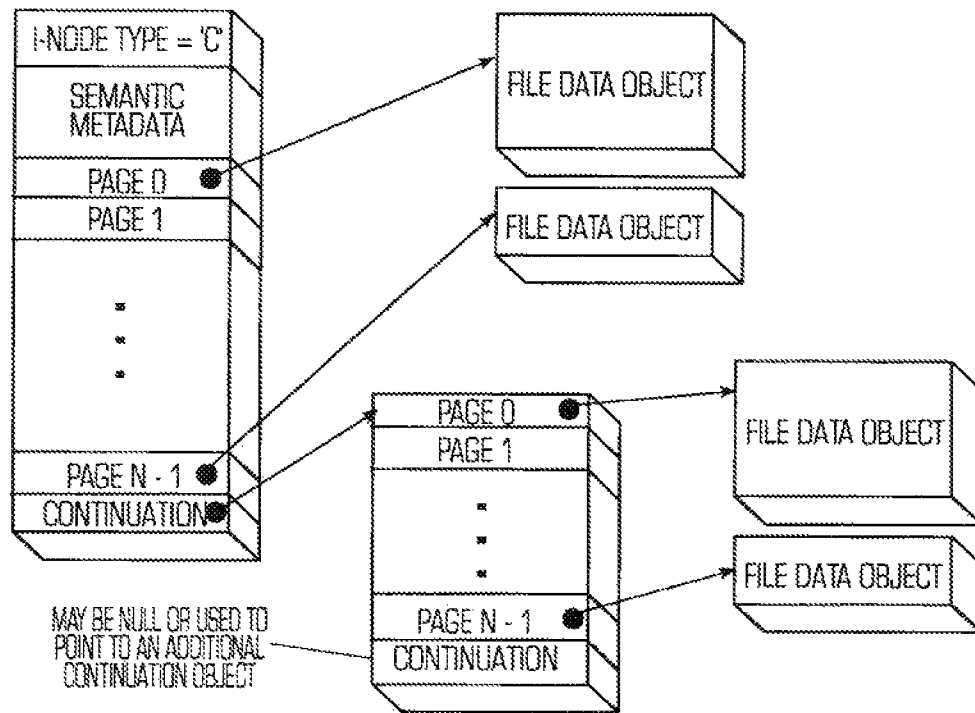 I-NODE TYPE = 'C'
SEMANTIC
METADATA
PAGE 0
PAGE 1
PAGE N - 1
CONTINUATION
FILE DATA OBJECT
FILE DATA OBJECT
PAGE 0
PAGE 1
PAGE N - 1
CONTINUATION
FILE DATA OBJECT
FILE DATA OBJECT
MAY BE NULL OR USED TO
POINT TO AN ADDITIONAL
CONTINUATION OBJECT